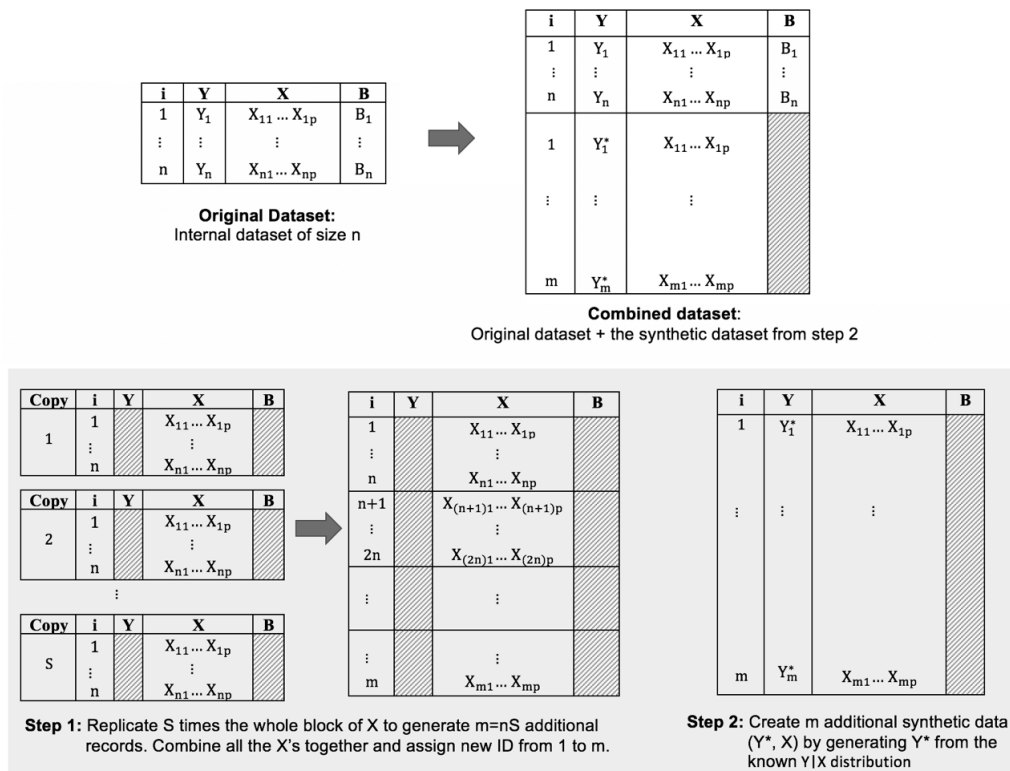 i Y X B
1 Y₁ X₁₁ … X₁ₚ B₁
⋮ ⋮ ⋮ ⋮
n Yₙ Xₙ₁… Xₙₚ Bₙ
Original Dataset:
Internal dataset of size n
i Y X B
1 Y₁ X₁₁ … X₁ₚ B₁
⋮ ⋮ ⋮ ⋮
n Yₙ Xₙ₁… Xₙₚ Bₙ
1 Y₁* X₁₁ … X₁ₚ
⋮ ⋮ ⋮
m Yₘ* Xₘ₁… Xₘₚ
Combined dataset:
Original dataset + the synthetic dataset from step 2
Copy i Y X B
1 1 X₁₁ … X₁ₚ
⋮ ⋮
n Xₙ₁… Xₙₚ
Copy i Y X B
2 1 X₁₁ … X₁ₚ
⋮ ⋮
n Xₙ₁… Xₙₚ
⋮
Copy i Y X B
S 1 X₁₁ … X₁ₚ
⋮ ⋮
n Xₙ₁… Xₙₚ
i Y X B
1 X₁₁ … X₁ₚ
⋮ ⋮
n Xₙ₁… Xₙₚ
n+1 X₍ₙ₊₁₎₁… X₍ₙ₊₁₎ₚ
⋮ ⋮
2n X₍₂ₙ₎₁… X₍₂ₙ₎ₚ
⋮ ⋮
⋮ ⋮
m Xₘ₁… Xₘₚ
Step 1: Replicate S times the whole block of X to generate m=nS additional
records. Combine all the X's together and assign new ID from 1 to m.
i Y X B
1 Y₁* X₁₁ … X₁ₚ
⋮ ⋮ ⋮
m Yₘ* Xₘ₁… Xₘₚ
Step 2: Create m additional synthetic data
(Y*, X) by generating Y* from the
known Y|X distribution